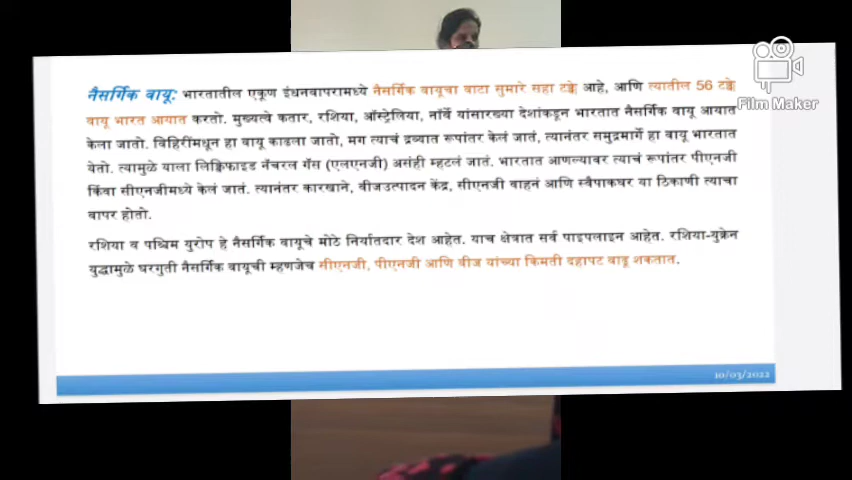 नैसर्गिक वायू: भारतातील एकूण इंधनवापरामध्ये नैसर्गिक वायूचा वाटा सुमारे सहा टक्के आहे, आणि त्यातील 56 टक्के
वायू भारत आयात करतो. मुख्यत्वे कतार, रशिया, ऑस्ट्रेलिया, नॉर्वे यांसारख्या देशांकडून भारतात नैसर्गिक वायू आयात
केला जातो. विहिरींमधून हा वायू काढला जातो, मग त्याचं द्रव्यात रूपांतर केलं जातं, त्यानंतर समुद्रमार्गे हा वायू भारतात
येतो. त्यामुळे याला लिक्विफाइड नॅचरल गॅस (एलएनजी) असंही म्हटलं जातं. भारतात आणल्यावर त्याचं रूपांतर पीएनजी
किंवा सीएनजीमध्ये केलं जातं. त्यानंतर कारखाने, वीजउत्पादन केंद्र, सीएनजी वाहनं आणि स्वैपाकघर या ठिकाणी त्याचा
वापर होतो.
रशिया व पश्चिम युरोप हे नैसर्गिक वायूचे मोठे निर्यातदार देश आहेत. याच क्षेत्रात सर्व पाइपलाइन आहेत. रशिया-युक्रेन
युद्धामुळे घरगुती नैसर्गिक वायूची म्हणजेच सीएनजी, पीएनजी आणि वीज यांच्या किमती दहापट वाढू शकतात.
10/03/2022
Film Maker